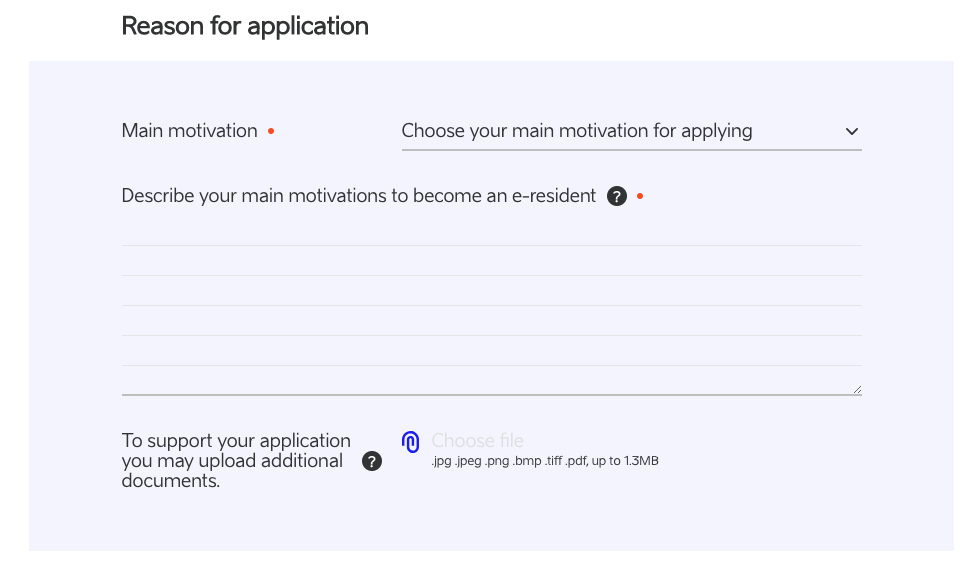 Reason for application
Main motivation
Choose your main motivation for applying
Describe your main motivations to become an e-resident ?
To support your application
you may upload additional ?
documents.
Choose file
.jpg .jpeg .png .bmp .tiff .pdf, up to 1.3MB